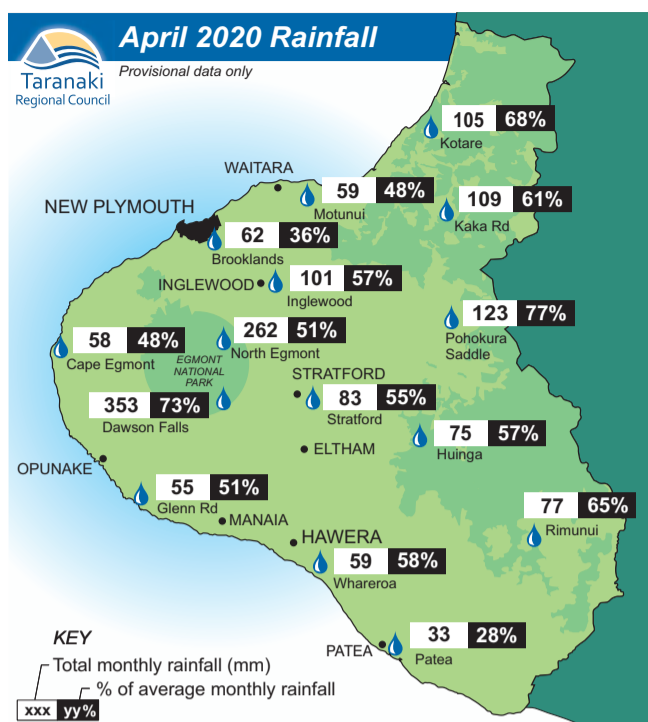 April 2020 Rainfall
Provisional data only
Taranaki
Regional Council
105 68%
Kotare
WAITARA
59 48%
Motunui
109 61%
Kaka Rd
NEW PLYMOUTH
62 36%
Brooklands
INGLEWOOD
101 57%
Inglewood
123 77%
Pohokura
Saddle
58 48%
Cape Egmont
262 51%
North Egmont
EGMONT
NATIONAL
PARK
STRATFORD
353 73%
Dawson Falls
83 55%
Stratford
75 57%
Huinga
ELTHAM
OPUNAKE
55 51%
Glenn Rd
77 65%
Rimunui
MANAIA
HAWERA
59 58%
Whareroa
33 28%
Patea
PATEA
KEY
Total monthly rainfall (mm)
% of average monthly rainfall
xxx yy%